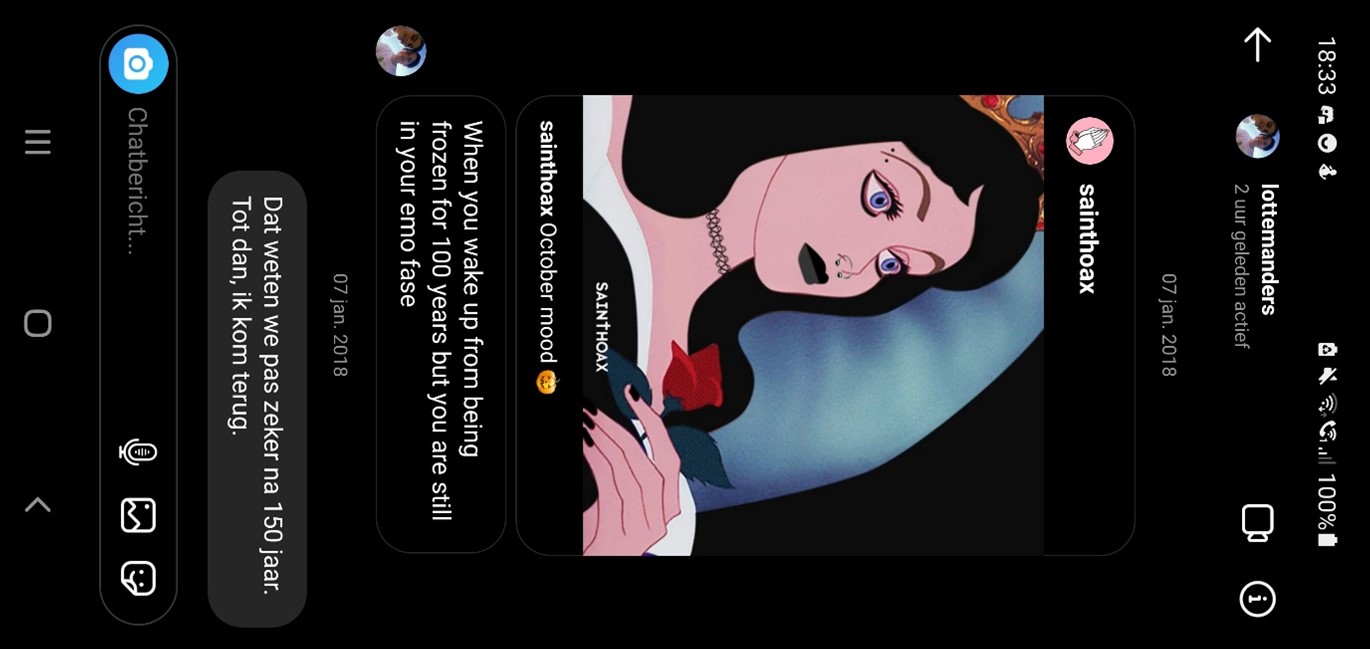 18:33 100%
lottemanders
2 uur geleden actief
07 jan. 2018
sainthoax
SAINTHOAX
sainthoax October mood 🎃
When you wake up from being
frozen for 100 years but you are still
in your emo fase
07 jan. 2018
Dat weten we pas zeker na 150 jaar.
Tot dan, ik kom terug.
Chatbericht...